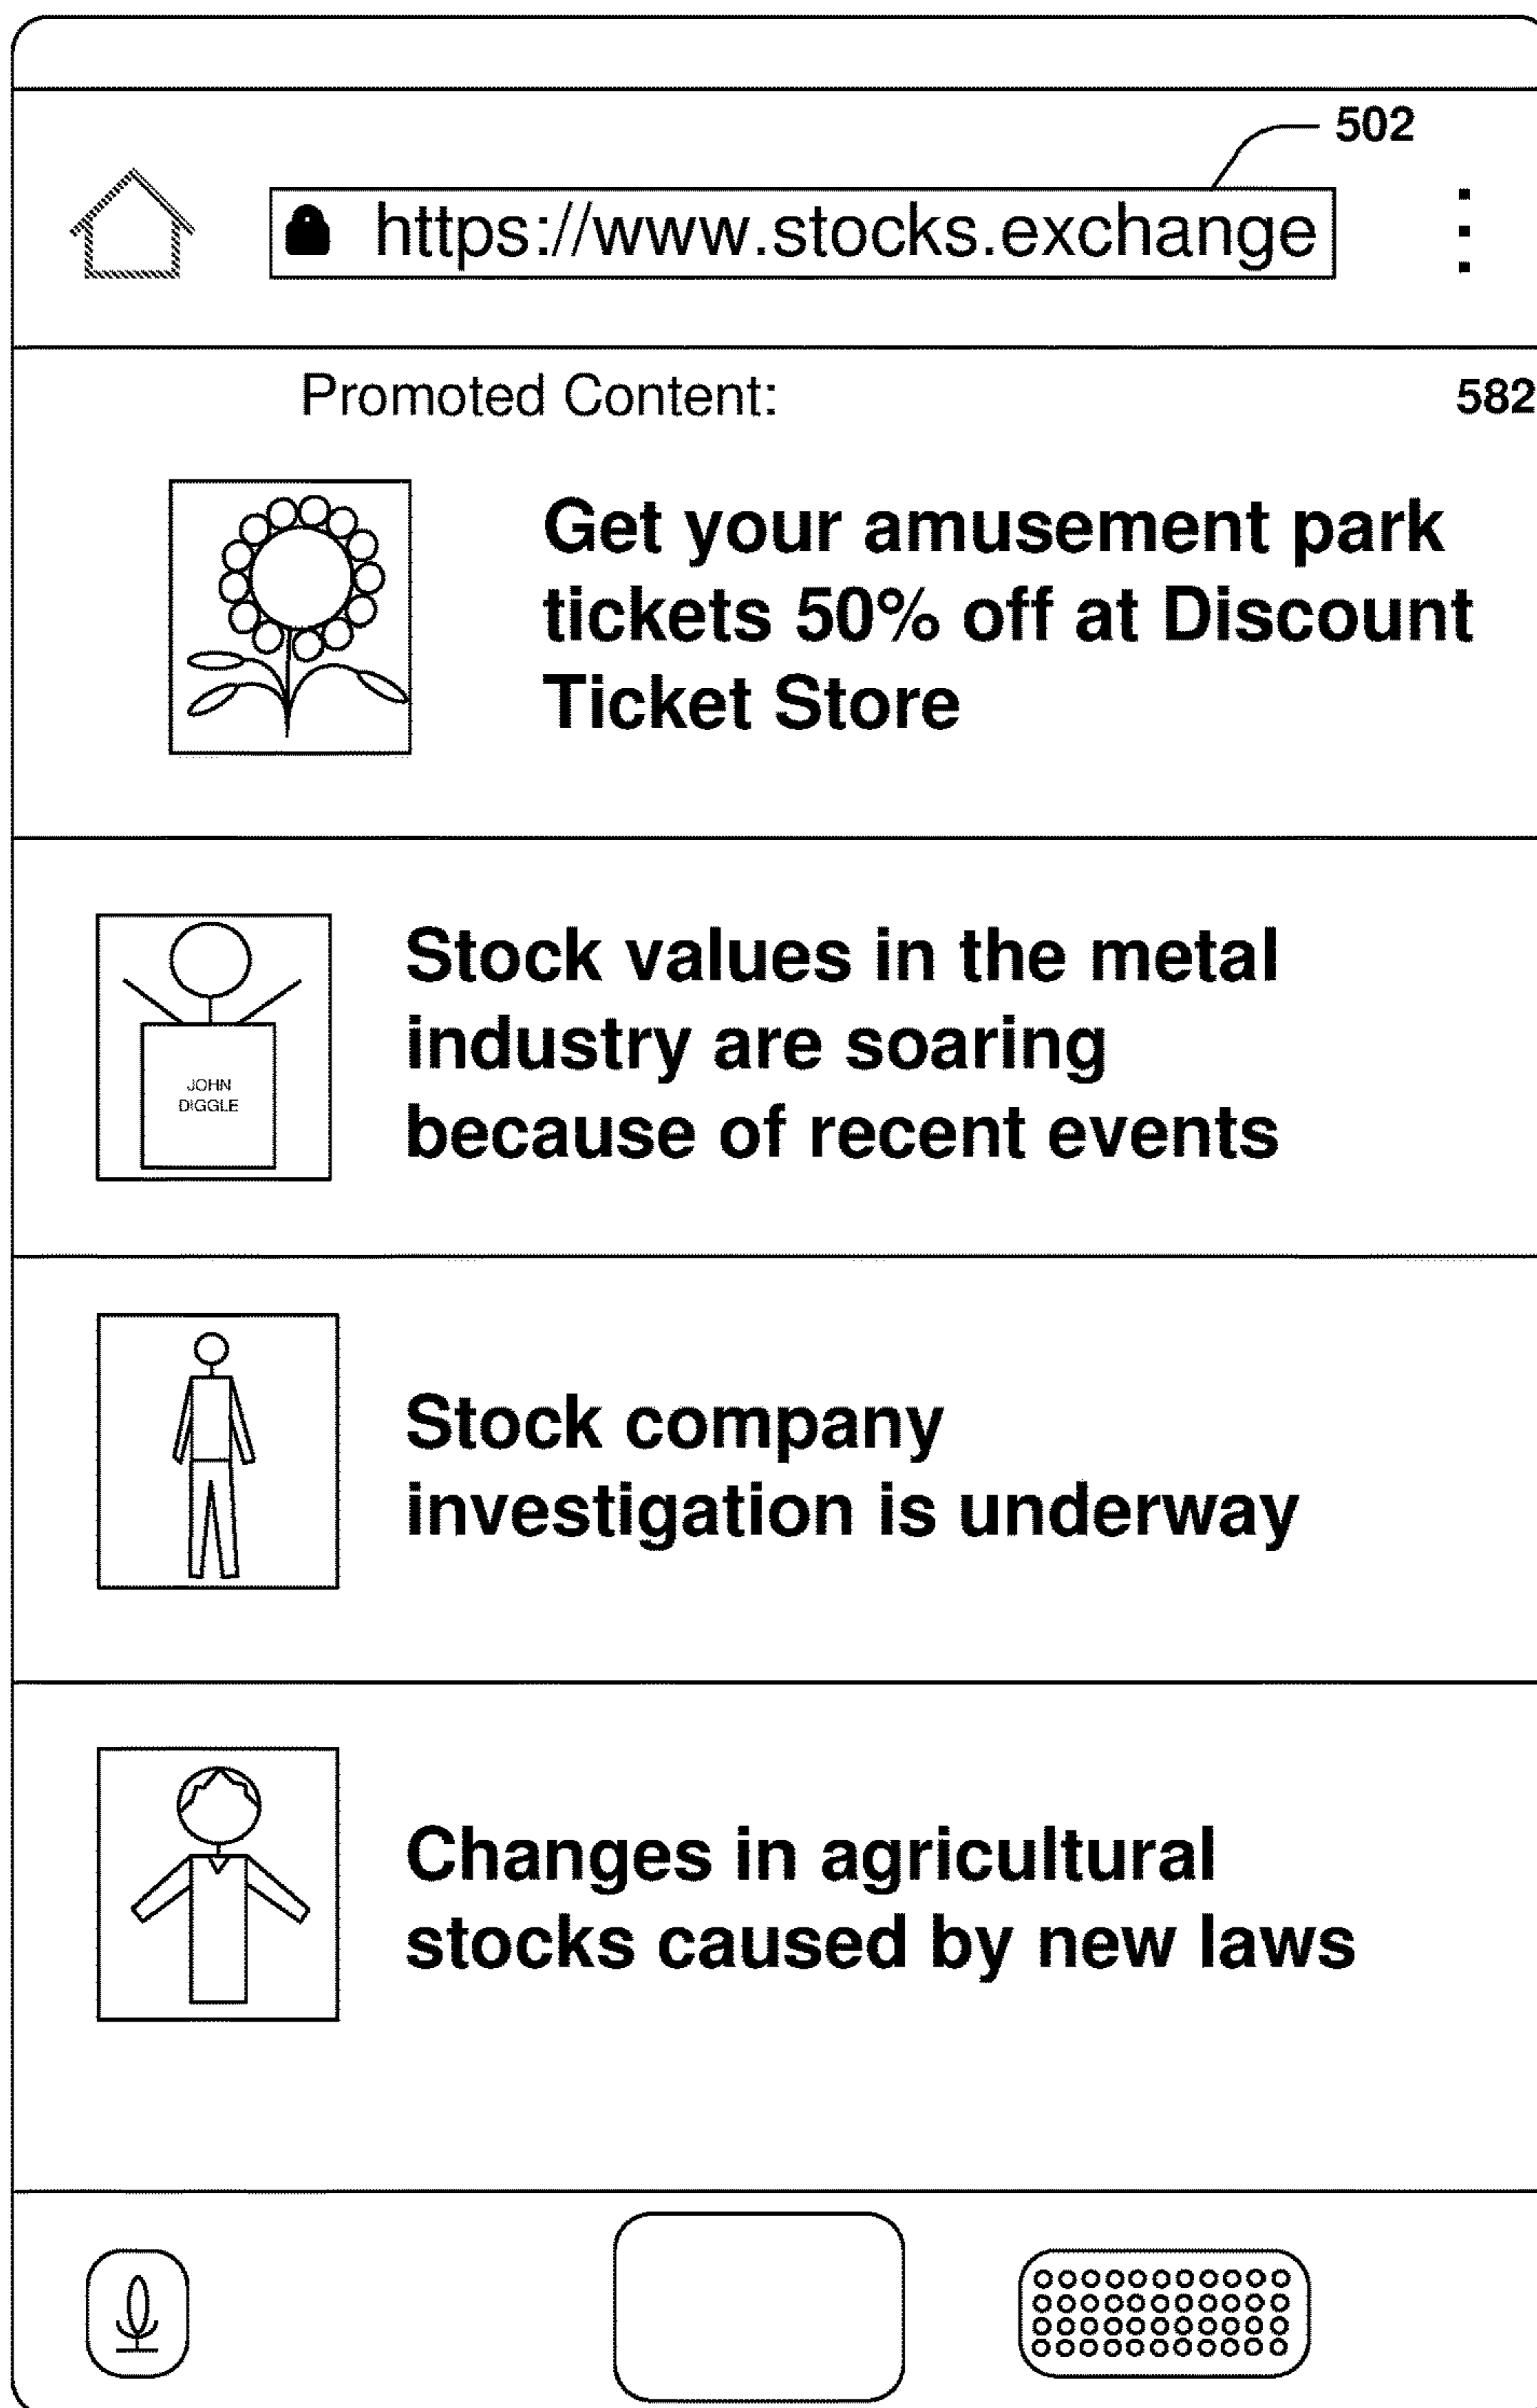 502
https://www.stocks.exchange
Promoted Content:
582
Get your amusement park
tickets 50% off at Discount
Ticket Store
Stock values in the metal
industry are soaring
because of recent events
JOHN
DIGGLE
Stock company
investigation is underway
Changes in agricultural
stocks caused by new laws